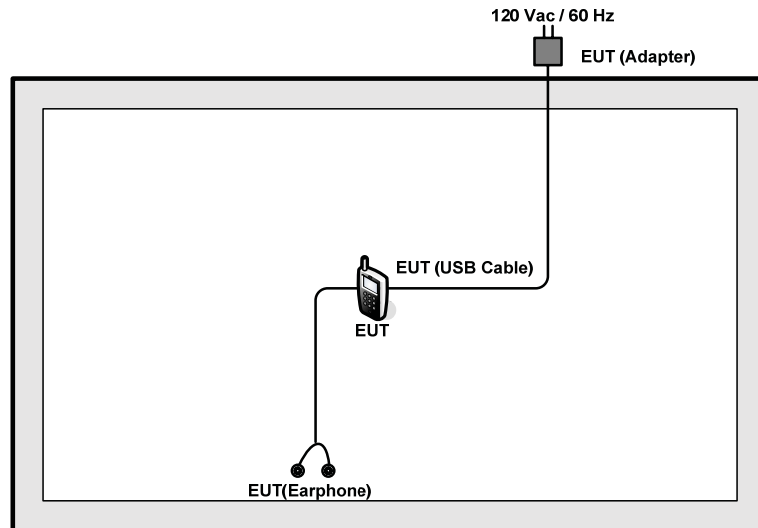 120 Vac / 60 Hz
EUT (Adapter)
EUT (USB Cable)
EUT
EUT(Earphone)